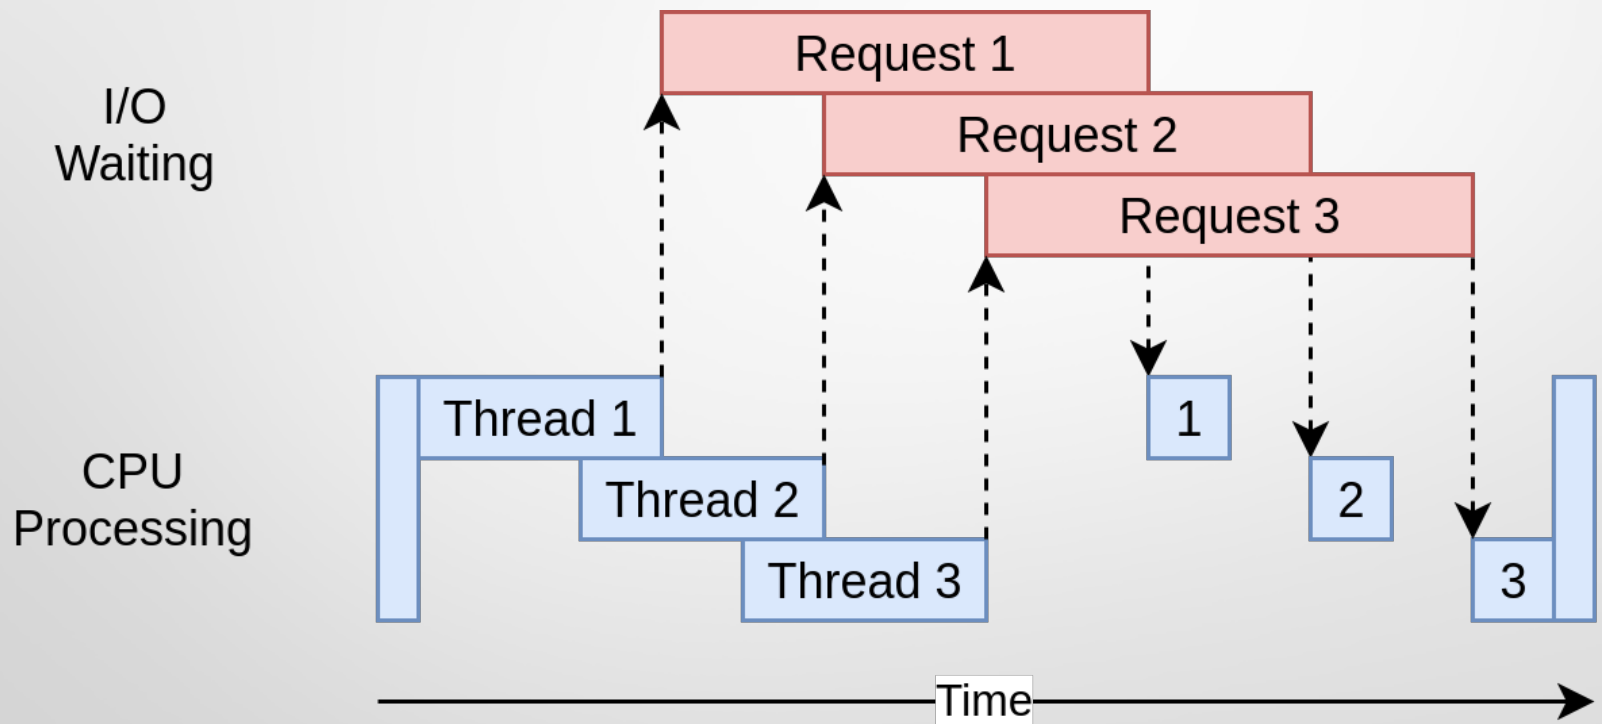 Request 1
I/O
Waiting
Request 2
Request 3
Thread 1
1
CPU
Processing
Thread 2
2
Thread 3
3
Time